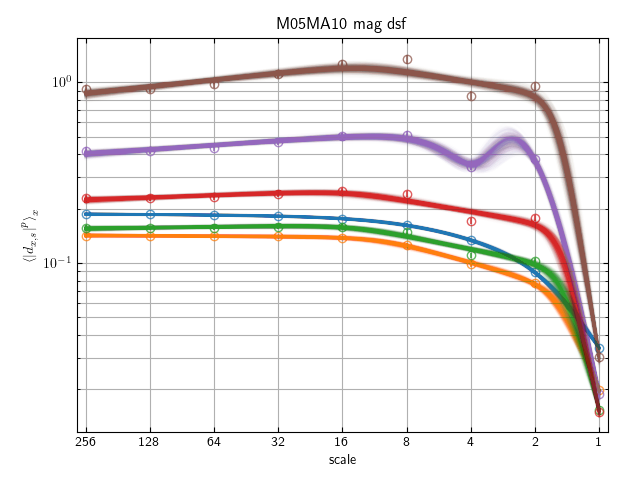 M05MA10 mag dsf
10⁰
10⁻¹
⟨|d_{x,s}|^p⟩_x
256 128 64 32 16 8 4 2 1
scale